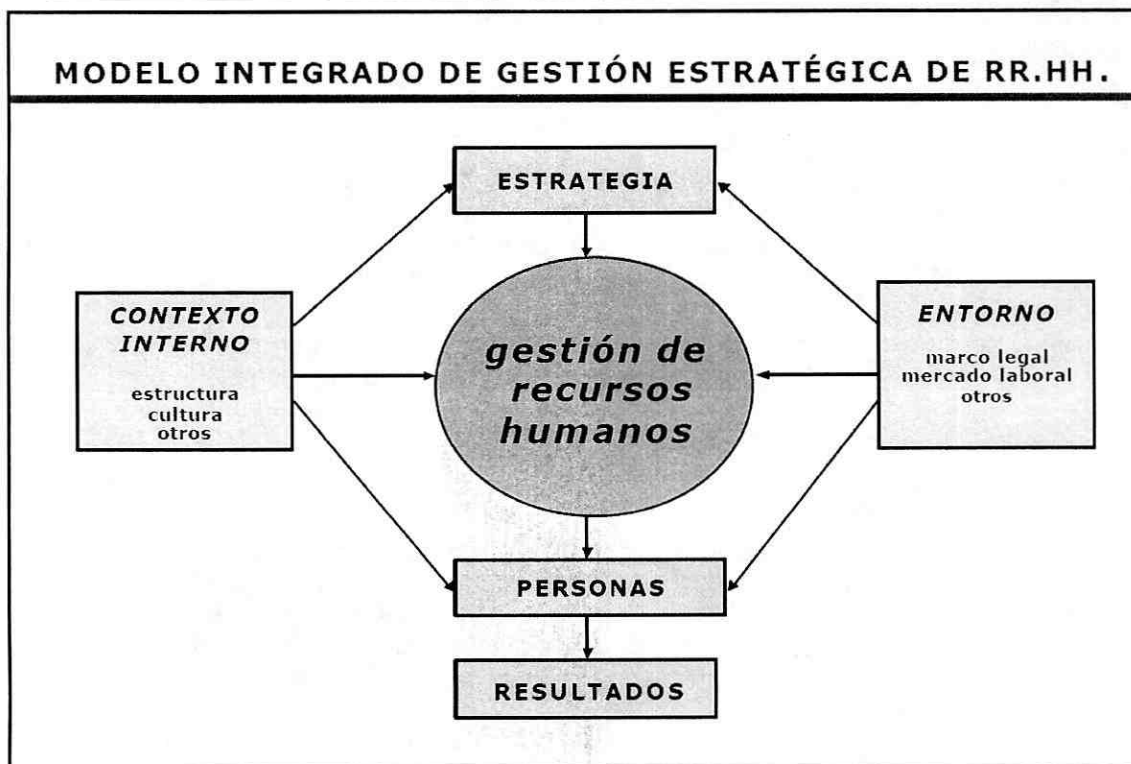 MODELO INTEGRADO DE GESTIÓN ESTRATÉGICA DE RR.HH.
ESTRATEGIA
CONTEXTO
INTERNO
estructura
cultura
otros
gestión de
recursos
humanos
ENTORNO
marco legal
mercado laboral
otros
PERSONAS
RESULTADOS